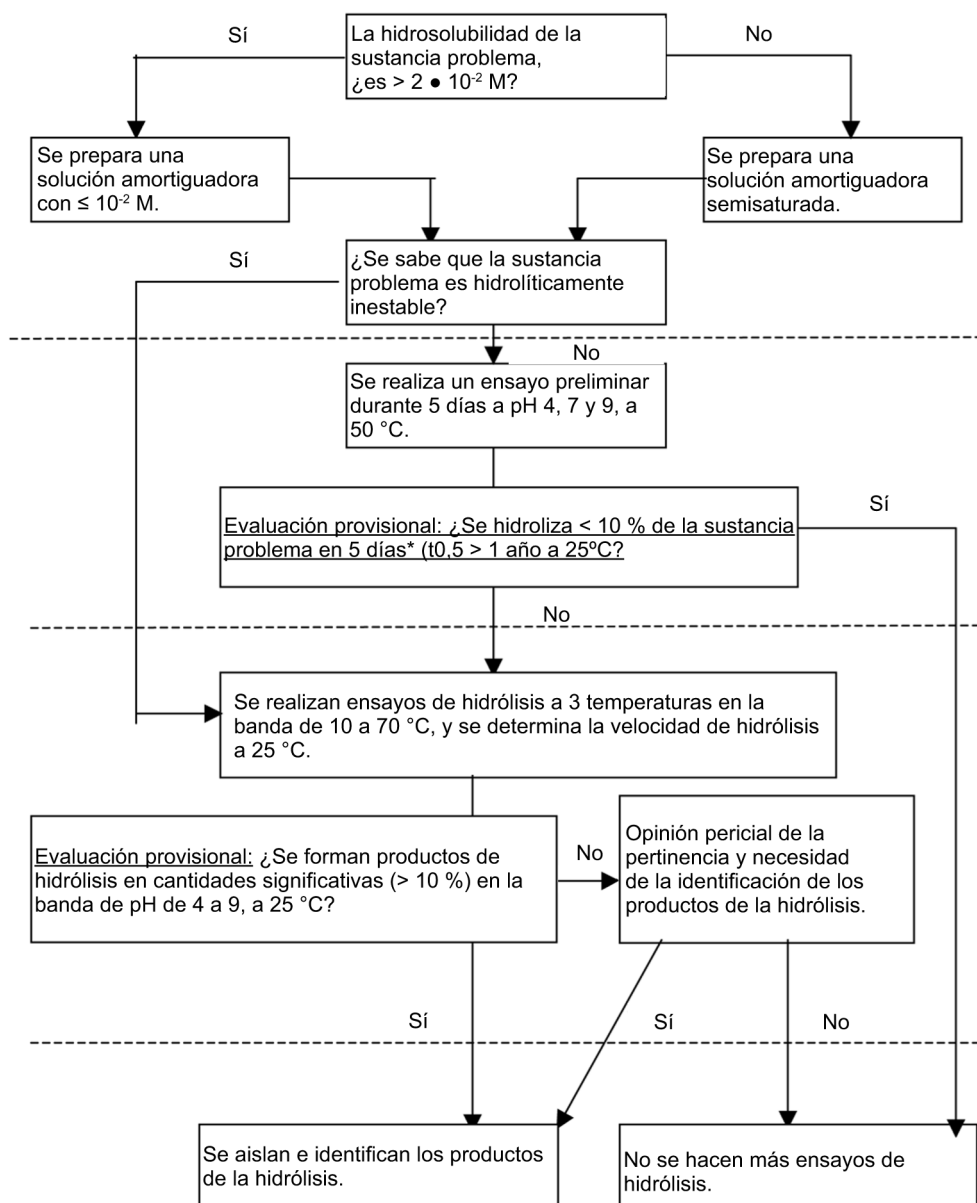 Sí
La hidrosolubilidad de la
sustancia problema,
¿es > 2 ● 10⁻² M?
No
Se prepara una
solución amortiguadora
con ≤ 10⁻² M.
Se prepara una
solución amortiguadora
semisaturada.
Sí
¿Se sabe que la sustancia
problema es hidrolíticamente
inestable?
No
Se realiza un ensayo preliminar
durante 5 días a pH 4, 7 y 9, a
50 °C.
Evaluación provisional: ¿Se hidroliza < 10 % de la sustancia
problema en 5 días* (t0,5 > 1 año a 25ºC?
Sí
No
Se realizan ensayos de hidrólisis a 3 temperaturas en la
banda de 10 a 70 °C, y se determina la velocidad de hidrólisis
a 25 °C.
Evaluación provisional: ¿Se forman productos de
hidrólisis en cantidades significativas (> 10 %) en la
banda de pH de 4 a 9, a 25 °C?
No
Opinión pericial de la
pertinencia y necesidad
de la identificación de los
productos de la hidrólisis.
Sí
Sí
No
Se aislan e identifican los productos
de la hidrólisis.
No se hacen más ensayos de
hidrólisis.